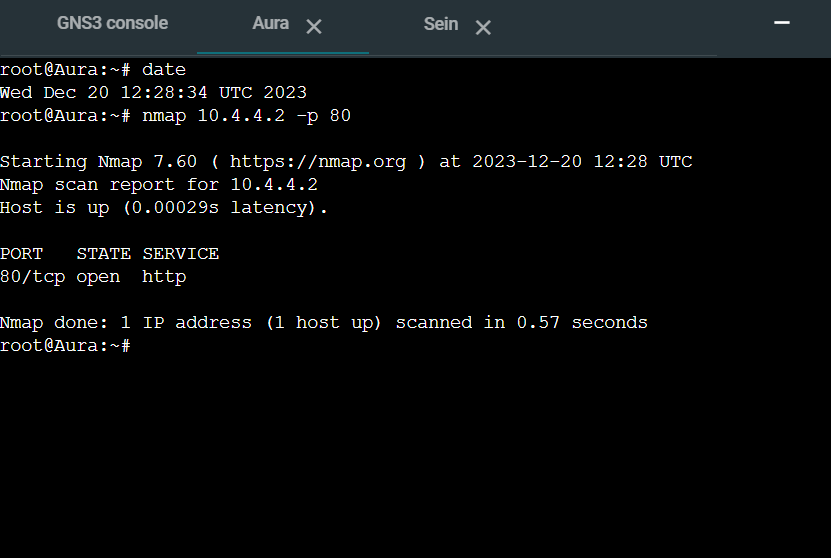 GNS3 console Aura Sein
root@Aura:~# date
Wed Dec 20 12:28:34 UTC 2023
root@Aura:~# nmap 10.4.4.2 -p 80
Starting Nmap 7.60 ( https://nmap.org ) at 2023-12-20 12:28 UTC
Nmap scan report for 10.4.4.2
Host is up (0.00029s latency).
PORT   STATE SERVICE
80/tcp open  http
Nmap done: 1 IP address (1 host up) scanned in 0.57 seconds
root@Aura:~#